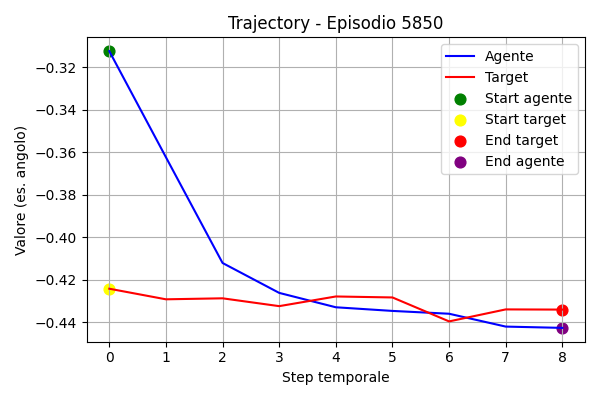 Trajectory - Episodio 5850
Valore (es. angolo)
−0.32
−0.34
−0.36
−0.38
−0.40
−0.42
−0.44
Agente
Target
Start agente
Start target
End target
End agente
0 1 2 3 4 5 6 7 8
Step temporale